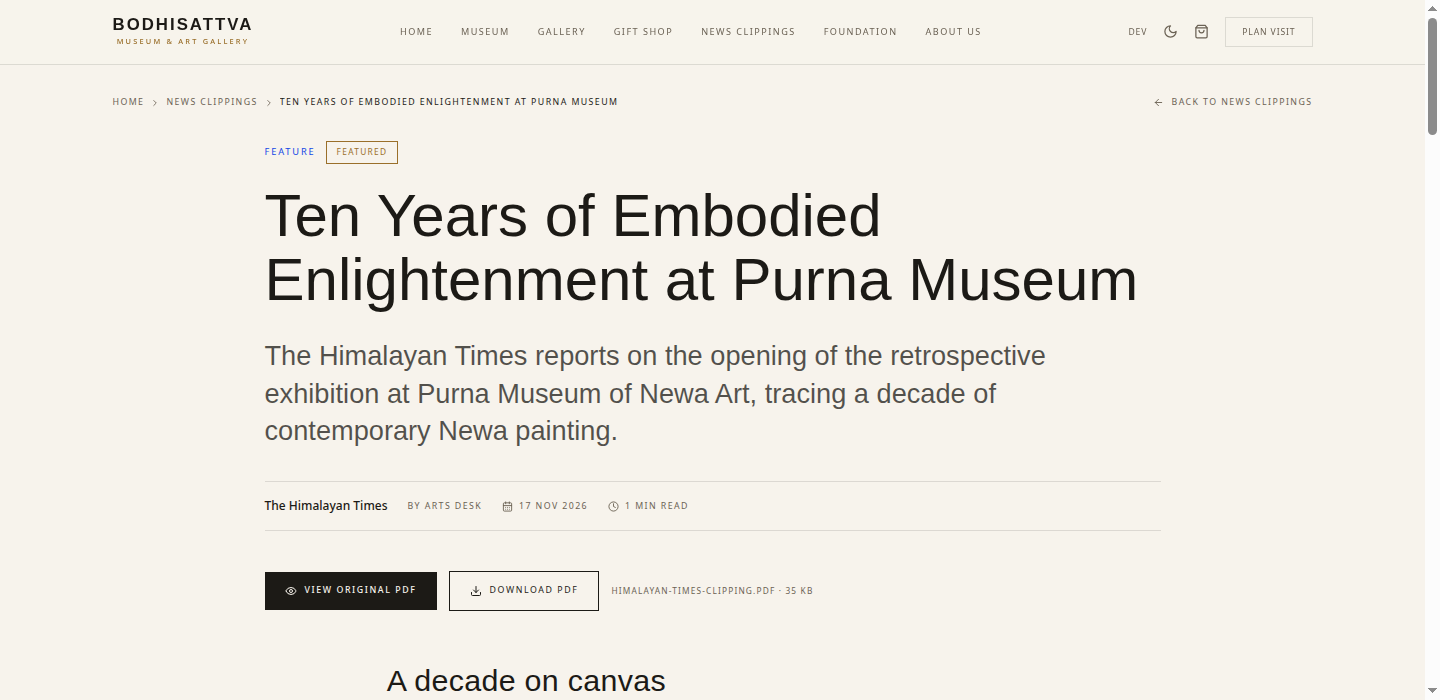 BODHISATTVA
MUSEUM & ART GALLERY
HOME MUSEUM GALLERY GIFT SHOP NEWS CLIPPINGS FOUNDATION ABOUT US DEV PLAN VISIT
HOME > NEWS CLIPPINGS > TEN YEARS OF EMBODIED ENLIGHTENMENT AT PURNA MUSEUM
← BACK TO NEWS CLIPPINGS
FEATURE FEATURED
Ten Years of Embodied
Enlightenment at Purna Museum
The Himalayan Times reports on the opening of the retrospective
exhibition at Purna Museum of Newa Art, tracing a decade of
contemporary Newa painting.
The Himalayan Times BY ARTS DESK 17 NOV 2026 1 MIN READ
VIEW ORIGINAL PDF DOWNLOAD PDF HIMALAYAN-TIMES-CLIPPING.PDF · 35 KB
A decade on canvas